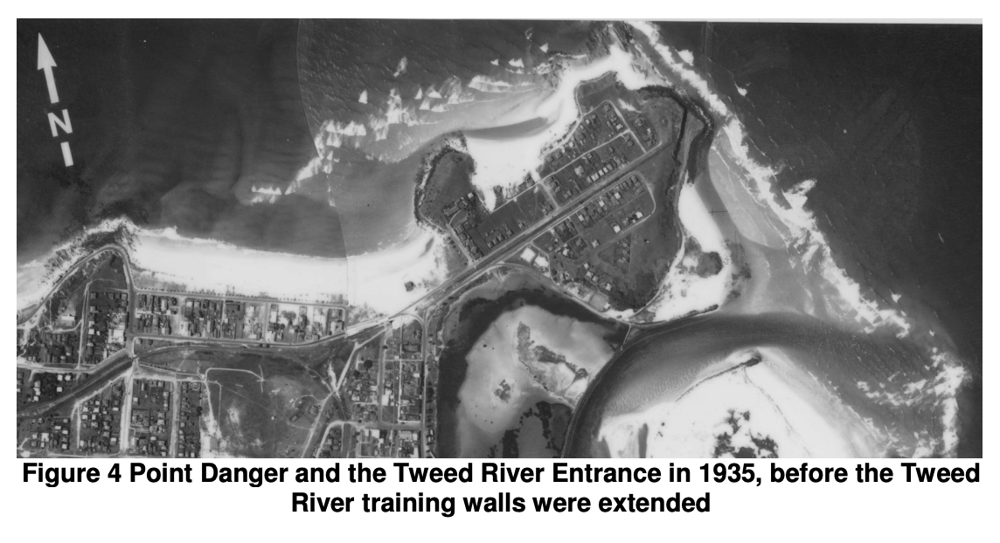 N
Figure 4 Point Danger and the Tweed River Entrance in 1935, before the Tweed
River training walls were extended